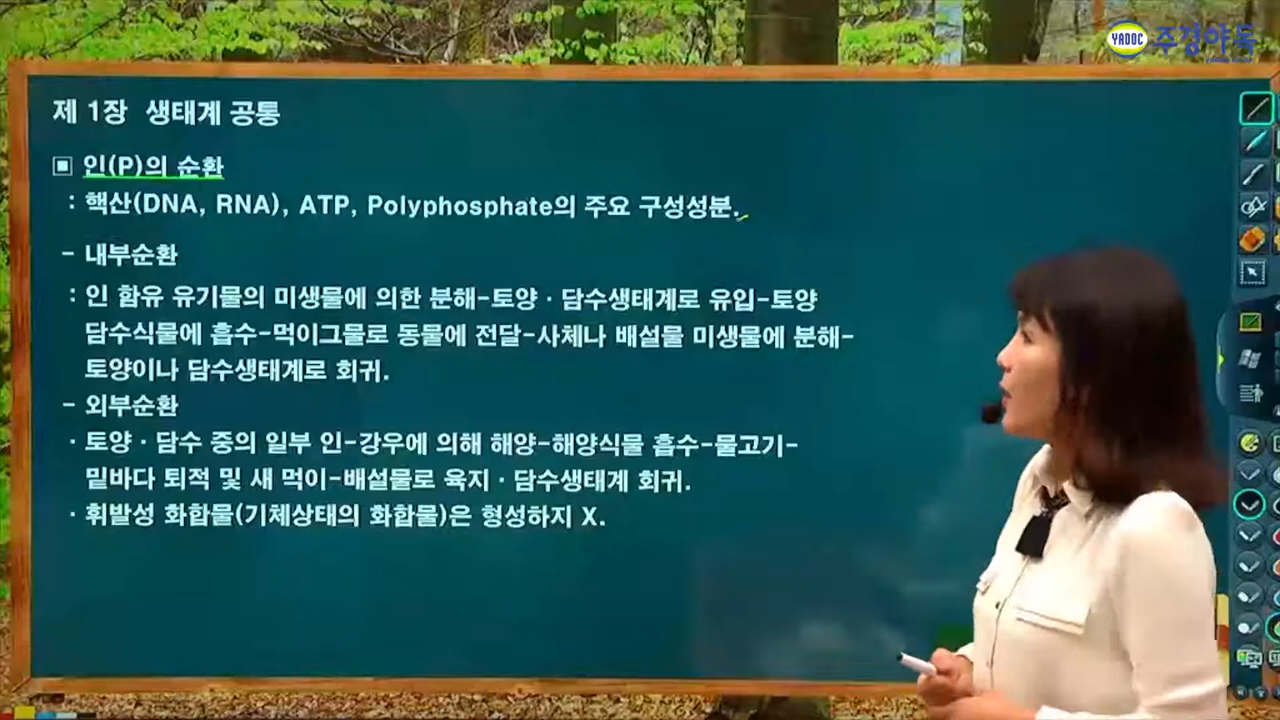 YADOC 주경야독
제 1장 생태계 공통
▣ 인(P)의 순환
: 핵산(DNA, RNA), ATP, Polyphosphate의 주요 구성성분.
- 내부순환
: 인 함유 유기물의 미생물에 의한 분해-토양 · 담수생태계로 유입-토양
담수식물에 흡수-먹이그물로 동물에 전달-사체나 배설물 미생물에 분해-
토양이나 담수생태계로 회귀.
- 외부순환
· 토양 · 담수 중의 일부 인-강우에 의해 해양-해양식물 흡수-물고기-
밑바다 퇴적 및 새 먹이-배설물로 육지 · 담수생태계 회귀.
· 휘발성 화합물(기체상태의 화합물)은 형성하지 X.